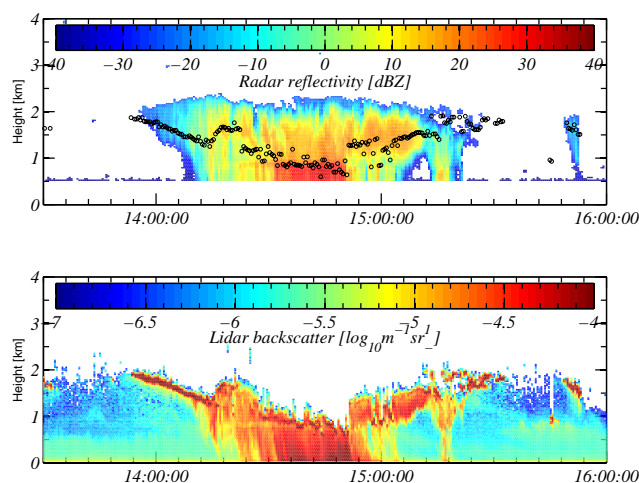 4
−40 −30 −20 −10 0 10 20 30 40
Radar reflectivity [dBZ]
3
Height [km]
2
1
0
14:00:00 15:00:00 16:00:00
4
−7 −6.5 −6 −5.5 −5 −4.5 −4
Lidar backscatter [log10 m−1 sr−1]
3
Height [km]
2
1
0
14:00:00 15:00:00 16:00:00